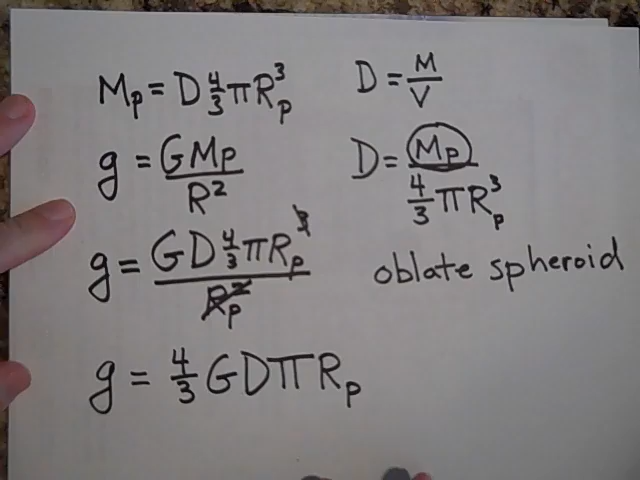 Mp = D 4/3 π Rp³
D = M/V
g = GMp/R²
D = Mp / 4/3 π Rp³
g = GD 4/3 π Rp³ / Rp²
oblate spheroid
g = 4/3 GDπRp